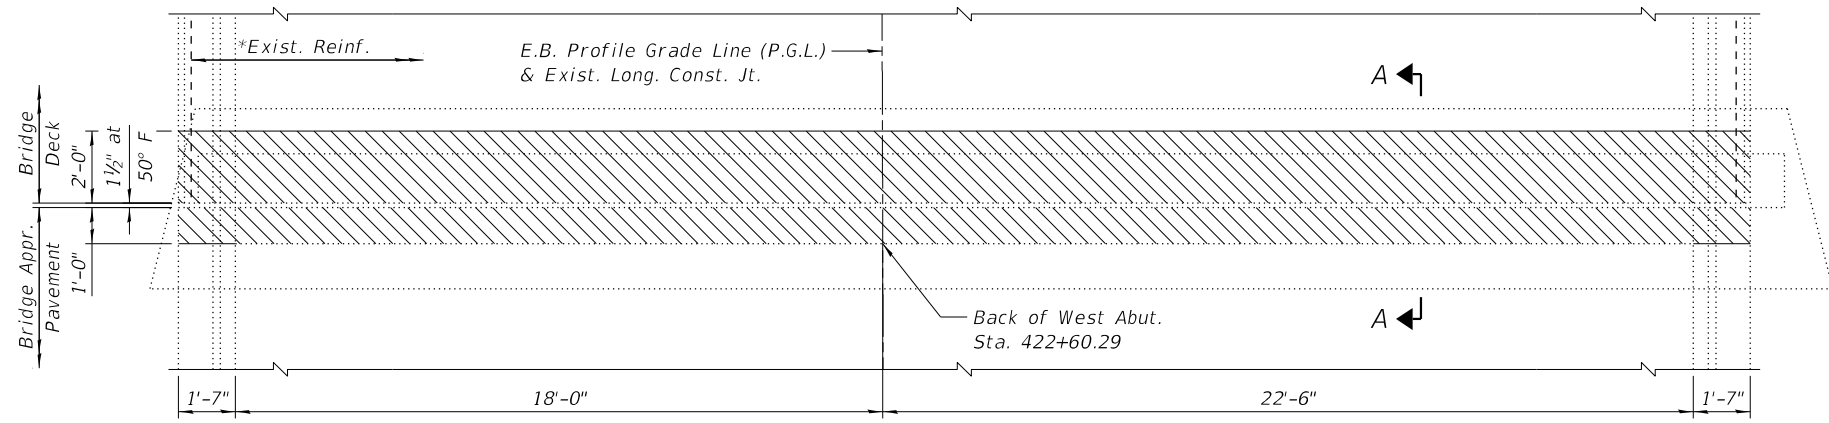 *Exist. Reinf.
E.B. Profile Grade Line (P.G.L.)
& Exist. Long. Const. Jt.
A
Bridge
Deck
2'-0"
1½" at
50° F
Bridge Appr.
Pavement
1'-0"
Back of West Abut.
Sta. 422+60.29
A
1'-7"
18'-0"
22'-6"
1'-7"